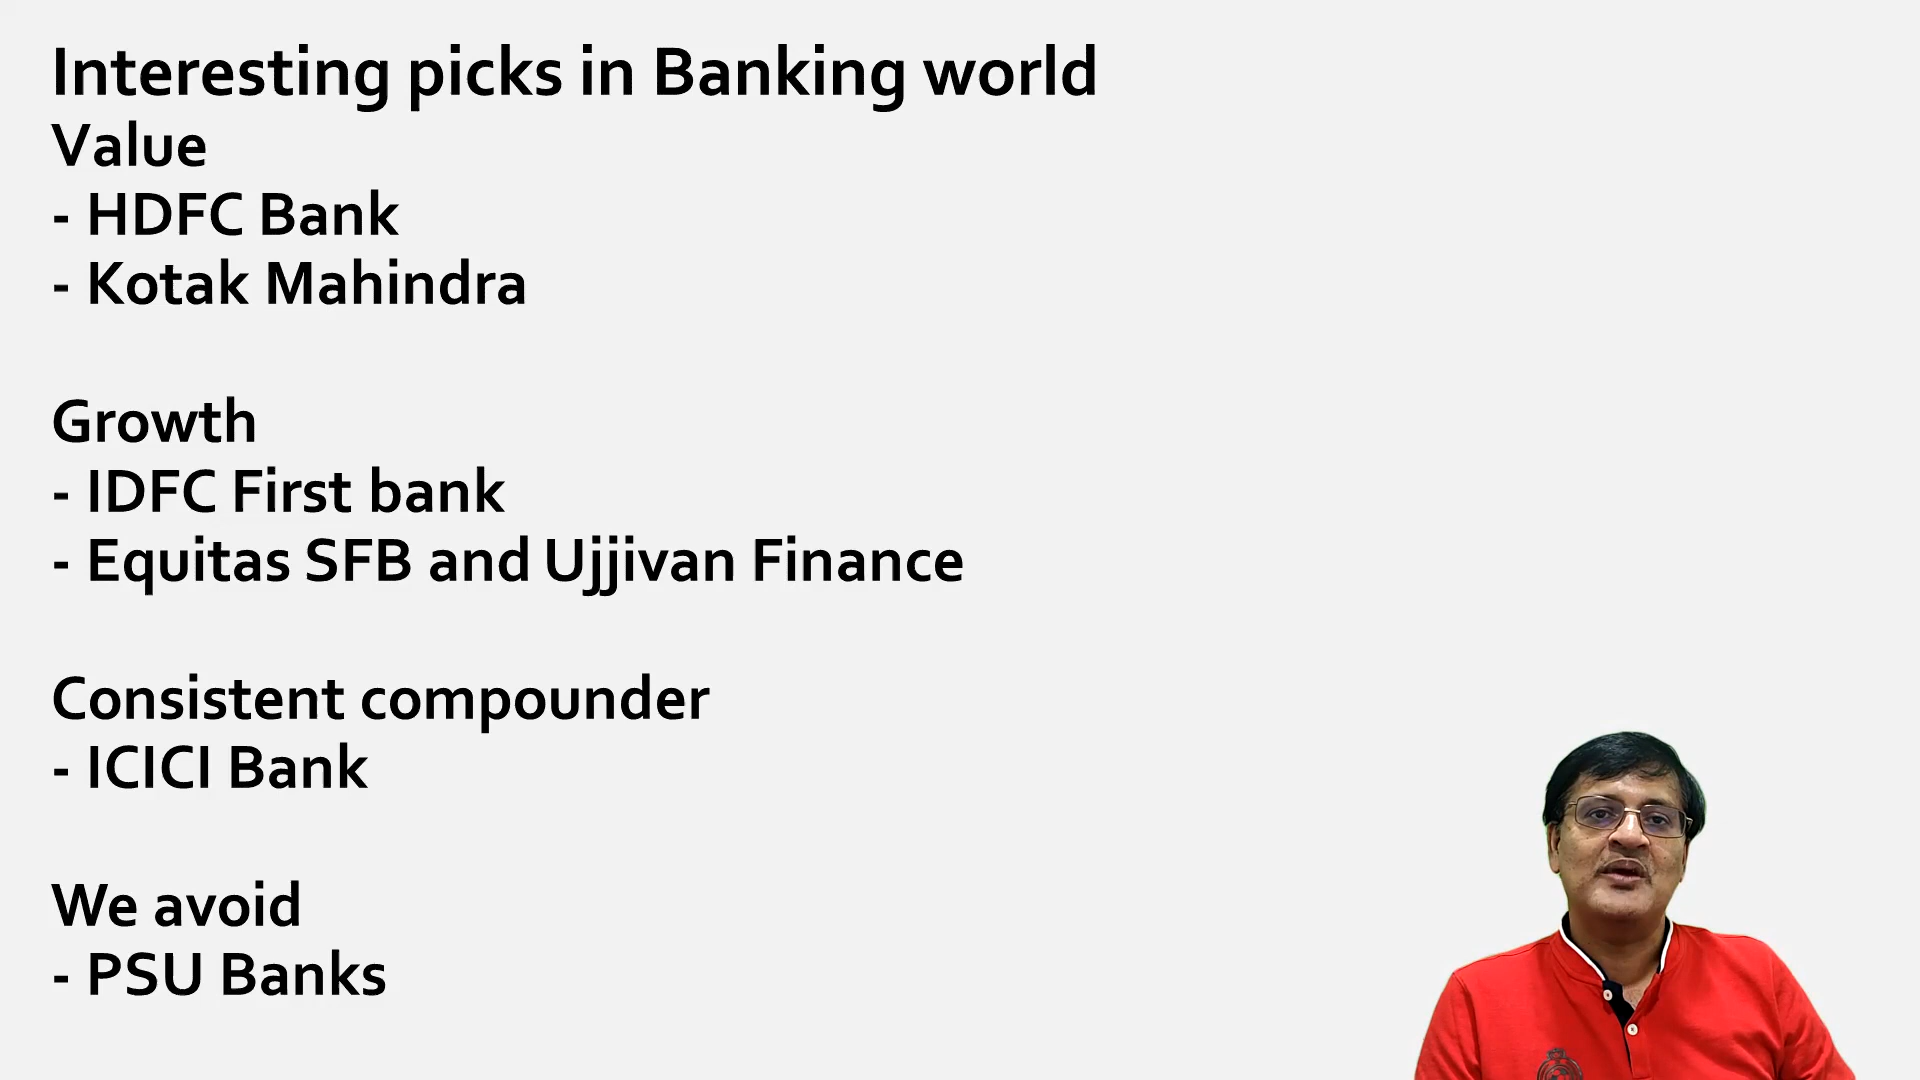 Interesting picks in Banking world
Value
- HDFC Bank
- Kotak Mahindra
Growth
- IDFC First bank
- Equitas SFB and Ujjivan Finance
Consistent compounder
- ICICI Bank
We avoid
- PSU Banks